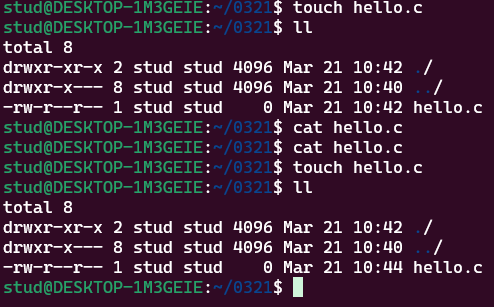 stud@DESKTOP-1M3GEIE:~/0321$ touch hello.c
stud@DESKTOP-1M3GEIE:~/0321$ ll
total 8
drwxr-xr-x 2 stud stud 4096 Mar 21 10:42 ./
drwxr-x--- 8 stud stud 4096 Mar 21 10:40 ../
-rw-r--r-- 1 stud stud    0 Mar 21 10:42 hello.c
stud@DESKTOP-1M3GEIE:~/0321$ cat hello.c
stud@DESKTOP-1M3GEIE:~/0321$ cat hello.c
stud@DESKTOP-1M3GEIE:~/0321$ touch hello.c
stud@DESKTOP-1M3GEIE:~/0321$ ll
total 8
drwxr-xr-x 2 stud stud 4096 Mar 21 10:42 ./
drwxr-x--- 8 stud stud 4096 Mar 21 10:40 ../
-rw-r--r-- 1 stud stud    0 Mar 21 10:44 hello.c
stud@DESKTOP-1M3GEIE:~/0321$